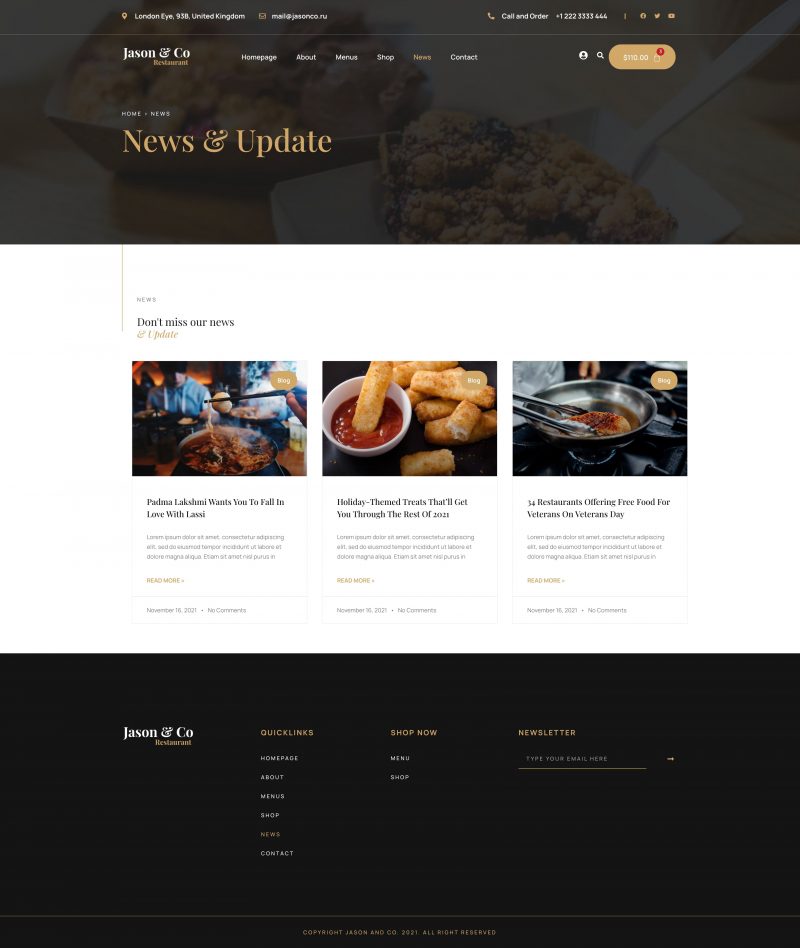 London Eye, 93B, United Kingdom mail@jasonco.ru Call and Order +1 222 3333 444
Jason & Co
Restaurant
Homepage About Menus Shop News Contact
$110.00 3
HOME › NEWS
News & Update
NEWS
Don't miss our news
& Update
Blog
Padma Lakshmi Wants You To Fall In
Love With Lassi
Lorem ipsum dolor sit amet, consectetur adipiscing
elit, sed do eiusmod tempor incididunt ut labore et
dolore magna aliqua. Etiam sit amet nisl purus in
READ MORE »
November 16, 2021 • No Comments
Blog
Holiday-Themed Treats That'll Get
You Through The Rest Of 2021
Lorem ipsum dolor sit amet, consectetur adipiscing
elit, sed do eiusmod tempor incididunt ut labore et
dolore magna aliqua. Etiam sit amet nisl purus in
READ MORE »
November 16, 2021 • No Comments
Blog
34 Restaurants Offering Free Food For
Veterans On Veterans Day
Lorem ipsum dolor sit amet, consectetur adipiscing
elit, sed do eiusmod tempor incididunt ut labore et
dolore magna aliqua. Etiam sit amet nisl purus in
READ MORE »
November 16, 2021 • No Comments
Jason & Co
Restaurant
QUICKLINKS
HOMEPAGE
ABOUT
MENUS
SHOP
NEWS
CONTACT
SHOP NOW
MENU
SHOP
NEWSLETTER
TYPE YOUR EMAIL HERE
COPYRIGHT JASON AND CO. 2021. ALL RIGHT RESERVED